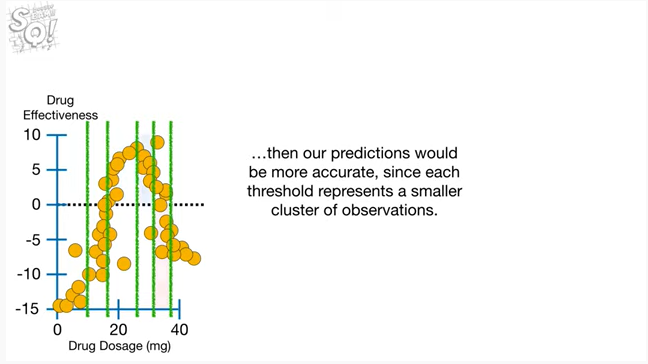 Drug
Effectiveness
10
5
0
-5
-10
-15
0
20
40
Drug Dosage (mg)
…then our predictions would
be more accurate, since each
threshold represents a smaller
cluster of observations.